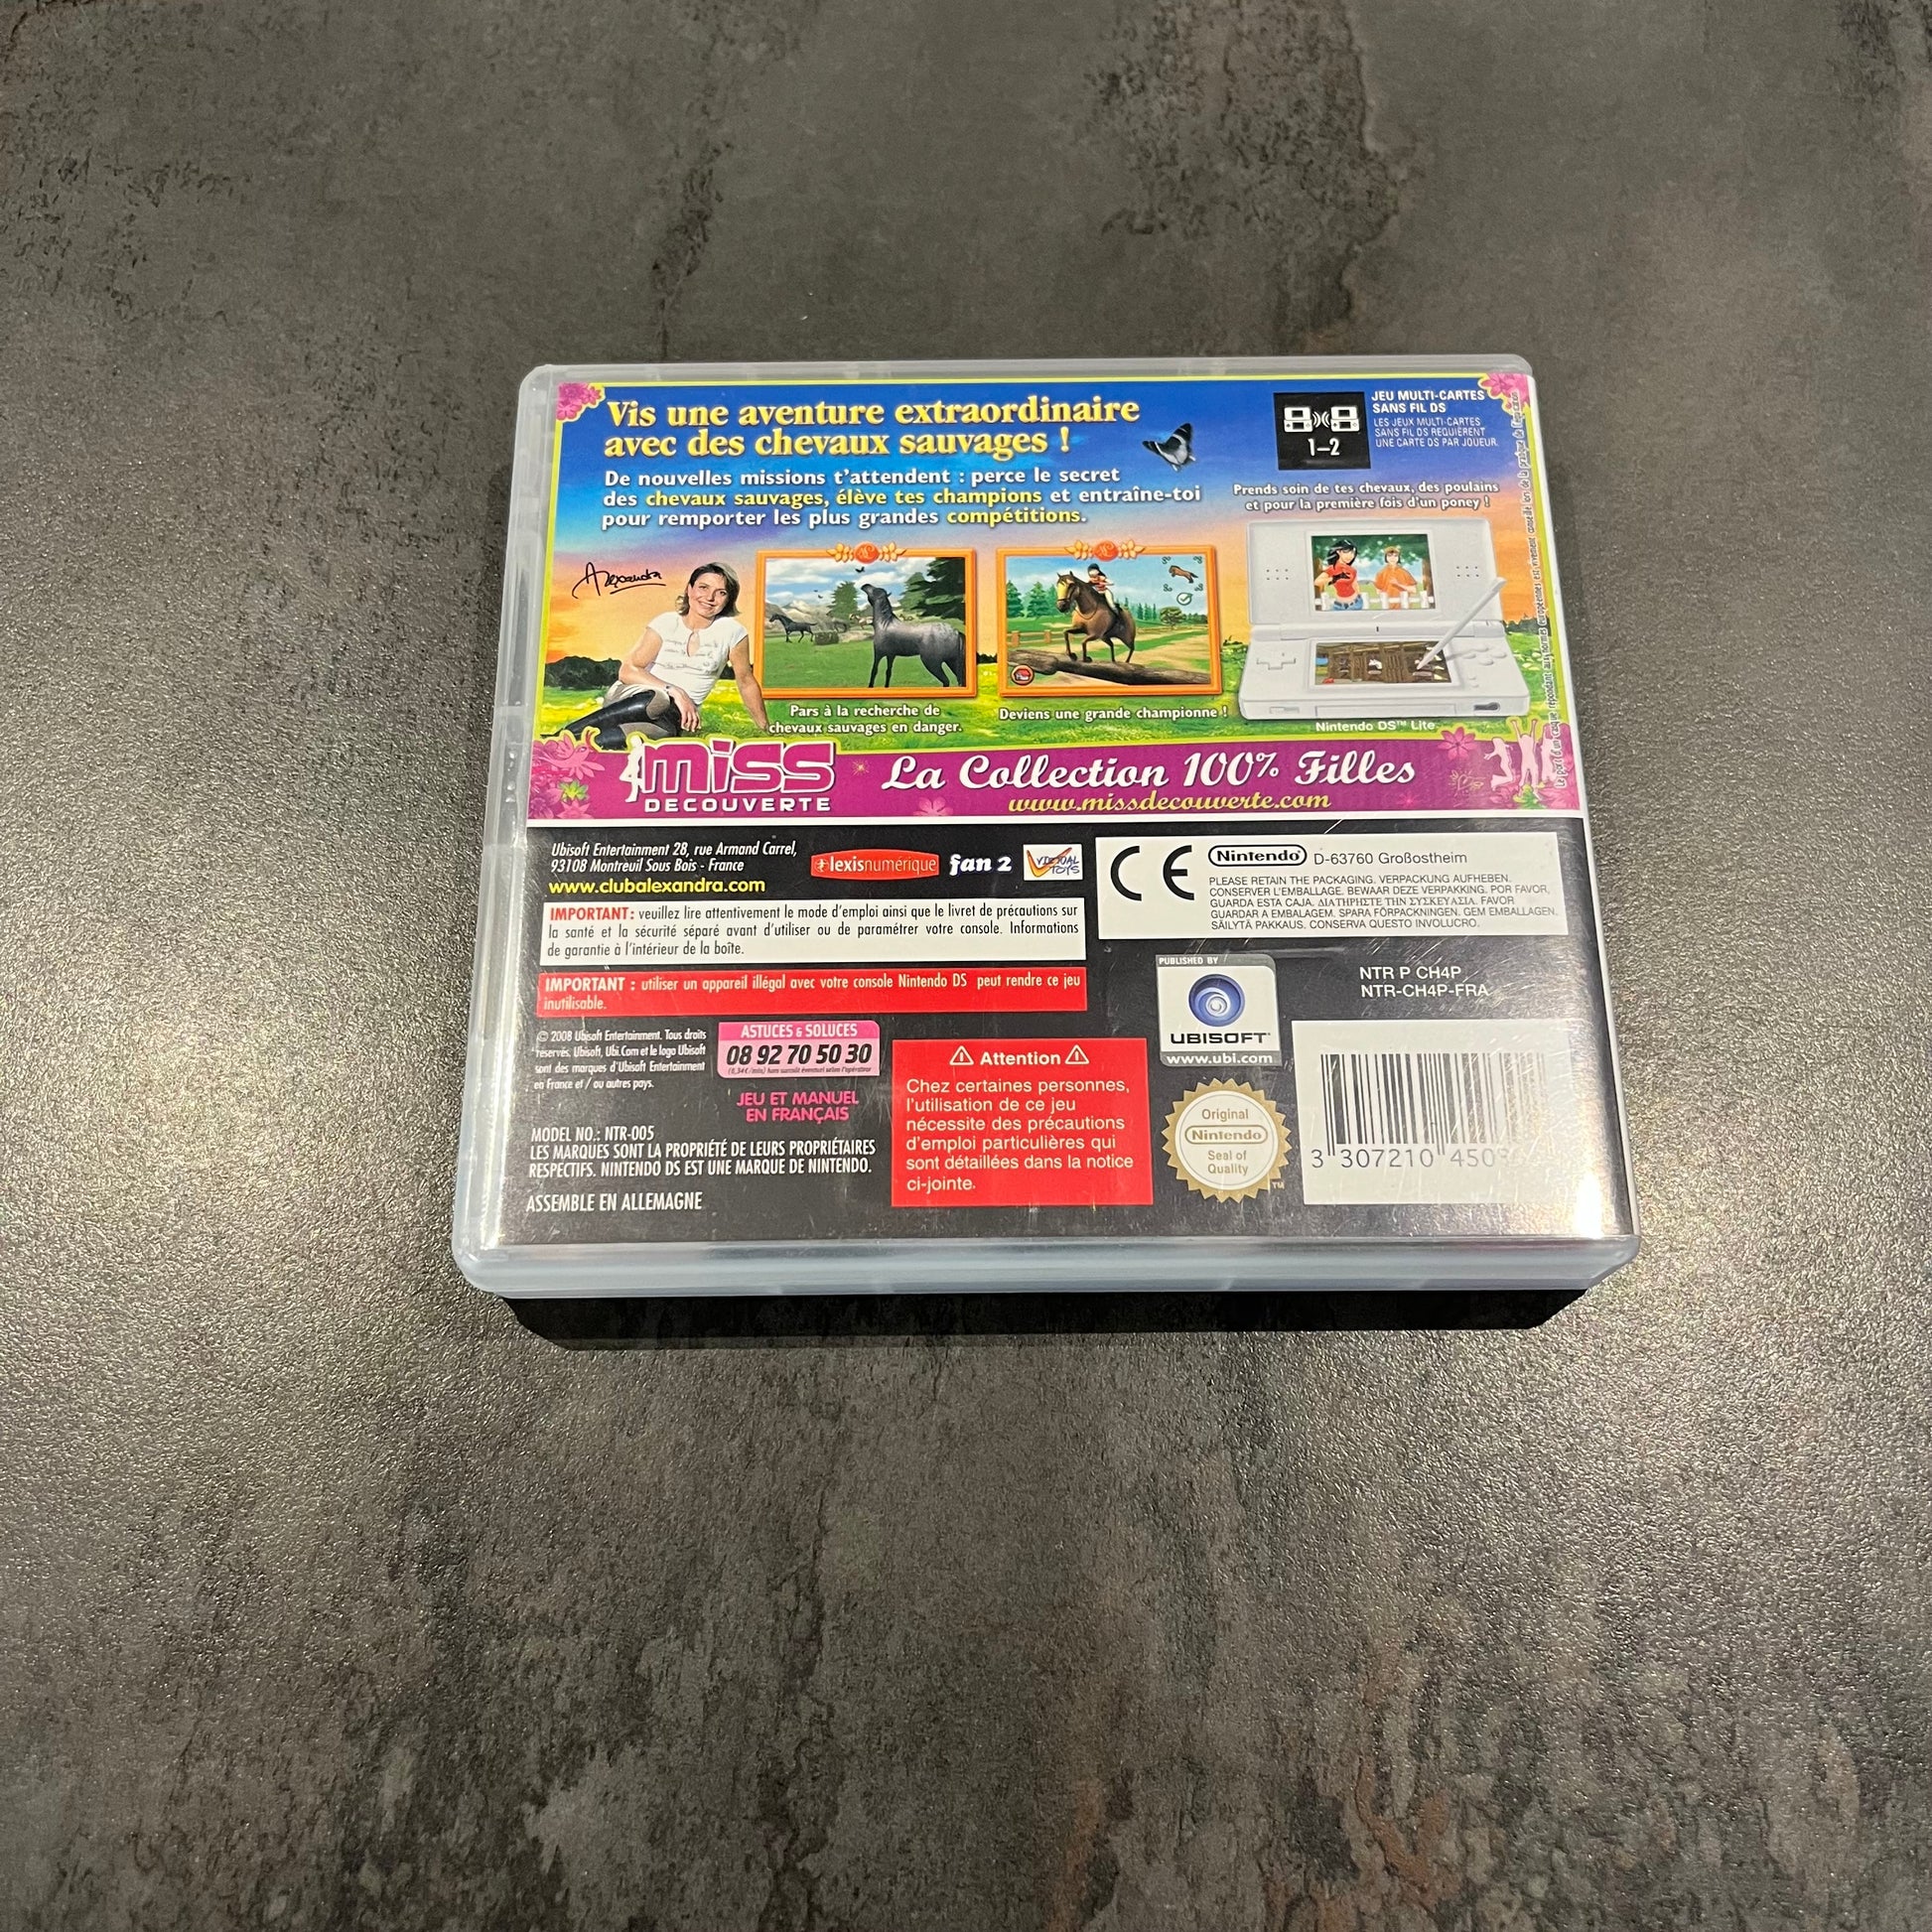 Vis une aventure extraordinaire
avec des chevaux sauvages !
De nouvelles missions t'attendent : perce le secret
des chevaux sauvages, élève tes champions et entraîne-toi
pour remporter les plus grandes compétitions.
1–2
JEU MULTI-CARTES
SANS FIL DS
LES JEUX MULTI-CARTES
SANS FIL DS REQUIÈRENT
UNE CARTE DS PAR JOUEUR.
Prends soin de tes chevaux, des poulains
et pour la première fois d'un poney !
Alexandra
Pars à la recherche de
chevaux sauvages en danger.
Deviens une grande championne !
Nintendo DS™ Lite
miss
DECOUVERTE
La Collection 100% Filles
www.missdecouverte.com
Ubisoft Entertainment 28, rue Armand Carrel,
93108 Montreuil Sous Bois - France
www.clubalexandra.com
lexisnumérique
fan 2
VIRTUAL
TOYS
Nintendo D-63760 Großostheim
PLEASE RETAIN THE PACKAGING. VERPACKUNG AUFHEBEN.
CONSERVER L'EMBALLAGE. BEWAAR DEZE VERPAKKING. POR FAVOR,
GUARDA ESTA CAJA. ΔΙΑΤΗΡΗΣΤΕ ΤΗΝ ΣΥΣΚΕΥΑΣΙΑ. FAVOR
GUARDAR A EMBALAGEM. SPARA FÖRPACKNINGEN. GEM EMBALLAGEN.
SÄILYTÄ PAKKAUS. CONSERVA QUESTO INVOLUCRO.
IMPORTANT : veuillez lire attentivement le mode d'emploi ainsi que le livret de précautions sur
la santé et la sécurité séparé avant d'utiliser ou de paramétrer votre console. Informations
de garantie à l'intérieur de la boîte.
IMPORTANT : utiliser un appareil illégal avec votre console Nintendo DS peut rendre ce jeu
inutilisable.
PUBLISHED BY
UBISOFT
www.ubi.com
NTR P CH4P
NTR-CH4P-FRA
© 2008 Ubisoft Entertainment. Tous droits
réservés. Ubisoft, Ubi.Com et le logo Ubisoft
sont des marques d'Ubisoft Entertainment
en France et / ou autres pays.
ASTUCES & SOLUCES
08 92 70 50 30
(0,34€/min) hors surcoût éventuel selon l'opérateur
JEU ET MANUEL
EN FRANÇAIS
Attention
Chez certaines personnes,
l'utilisation de ce jeu
nécessite des précautions
d'emploi particulières qui
sont détaillées dans la notice
ci-jointe.
Original
Nintendo
Seal of
Quality
TM
3 307210 450
MODEL NO.: NTR-005
LES MARQUES SONT LA PROPRIÉTÉ DE LEURS PROPRIÉTAIRES
RESPECTIFS. NINTENDO DS EST UNE MARQUE DE NINTENDO.
ASSEMBLE EN ALLEMAGNE